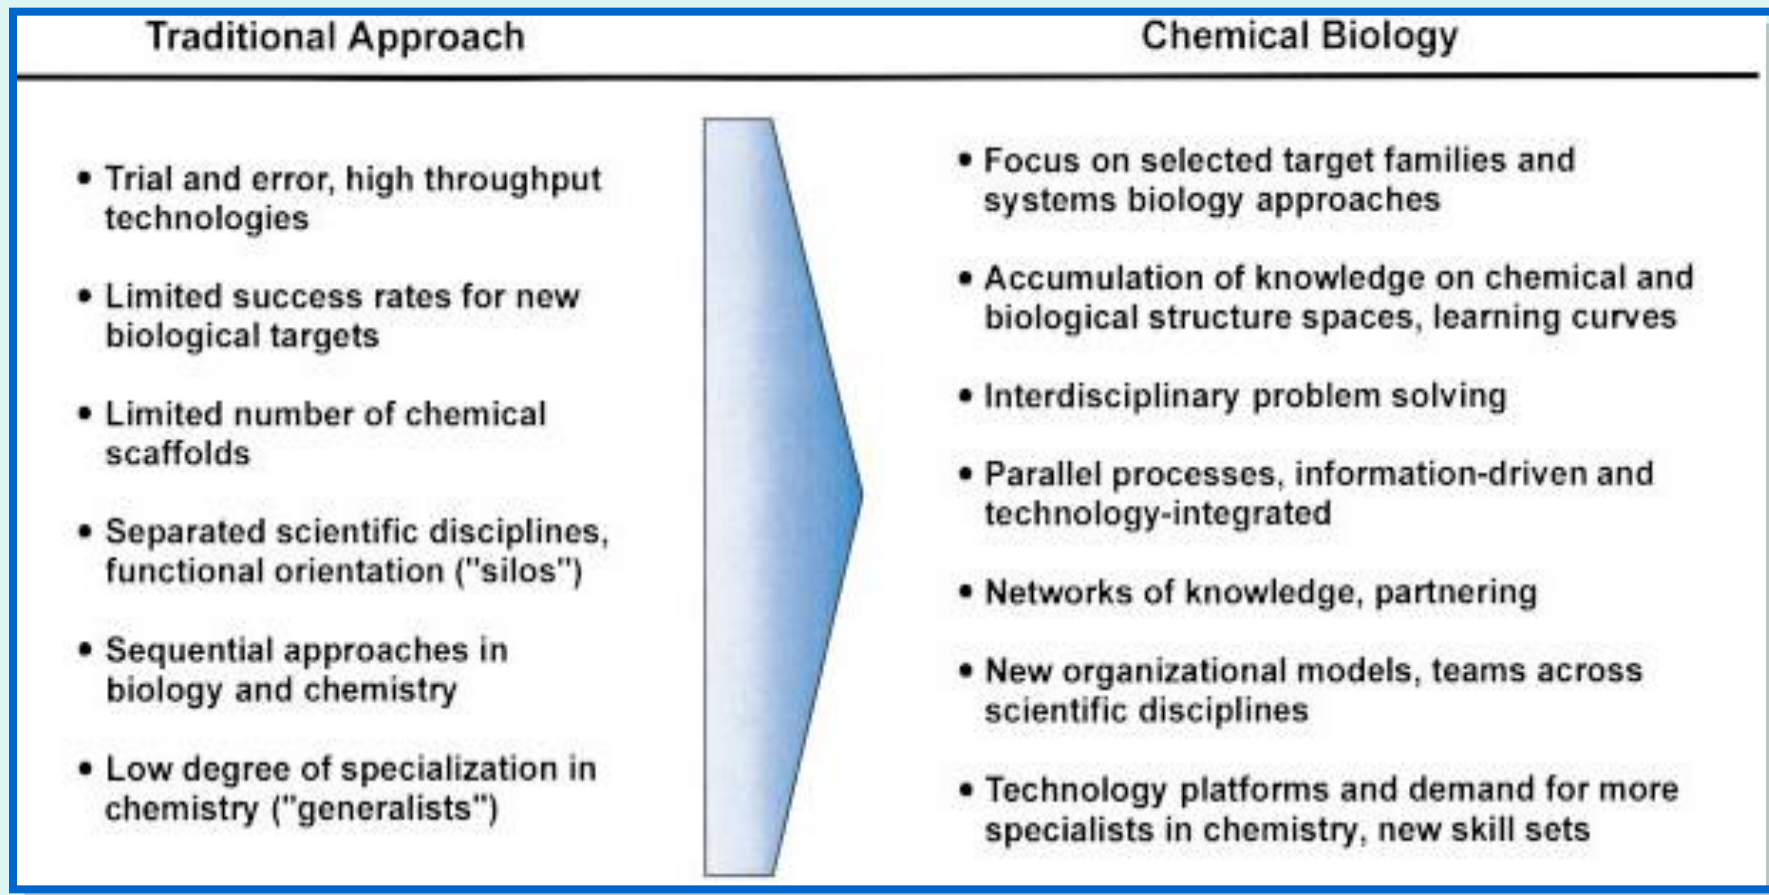 Traditional Approach
Chemical Biology
• Trial and error, high throughput
technologies
• Limited success rates for new
biological targets
• Limited number of chemical
scaffolds
• Separated scientific disciplines,
functional orientation ("silos")
• Sequential approaches in
biology and chemistry
• Low degree of specialization in
chemistry ("generalists")
• Focus on selected target families and
systems biology approaches
• Accumulation of knowledge on chemical and
biological structure spaces, learning curves
• Interdisciplinary problem solving
• Parallel processes, information-driven and
technology-integrated
• Networks of knowledge, partnering
• New organizational models, teams across
scientific disciplines
• Technology platforms and demand for more
specialists in chemistry, new skill sets